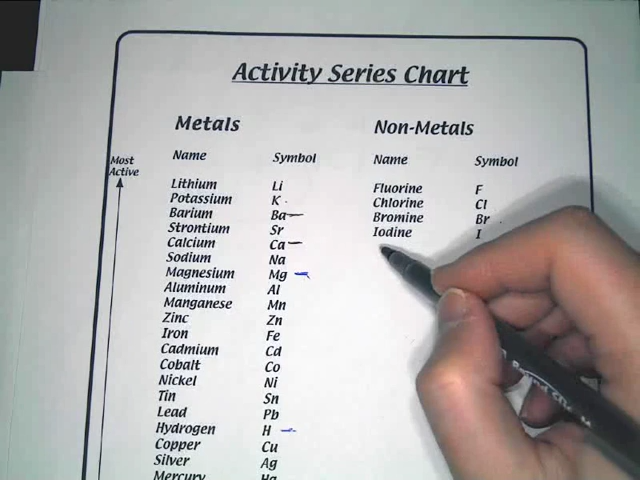 Activity Series Chart
Metals
Name Symbol
Most
Active
Lithium Li
Potassium K
Barium Ba
Strontium Sr
Calcium Ca
Sodium Na
Magnesium Mg
Aluminum Al
Manganese Mn
Zinc Zn
Iron Fe
Cadmium Cd
Cobalt Co
Nickel Ni
Tin Sn
Lead Pb
Hydrogen H
Copper Cu
Silver Ag
Mercury Hg
Non-Metals
Name Symbol
Fluorine F
Chlorine Cl
Bromine Br
Iodine I